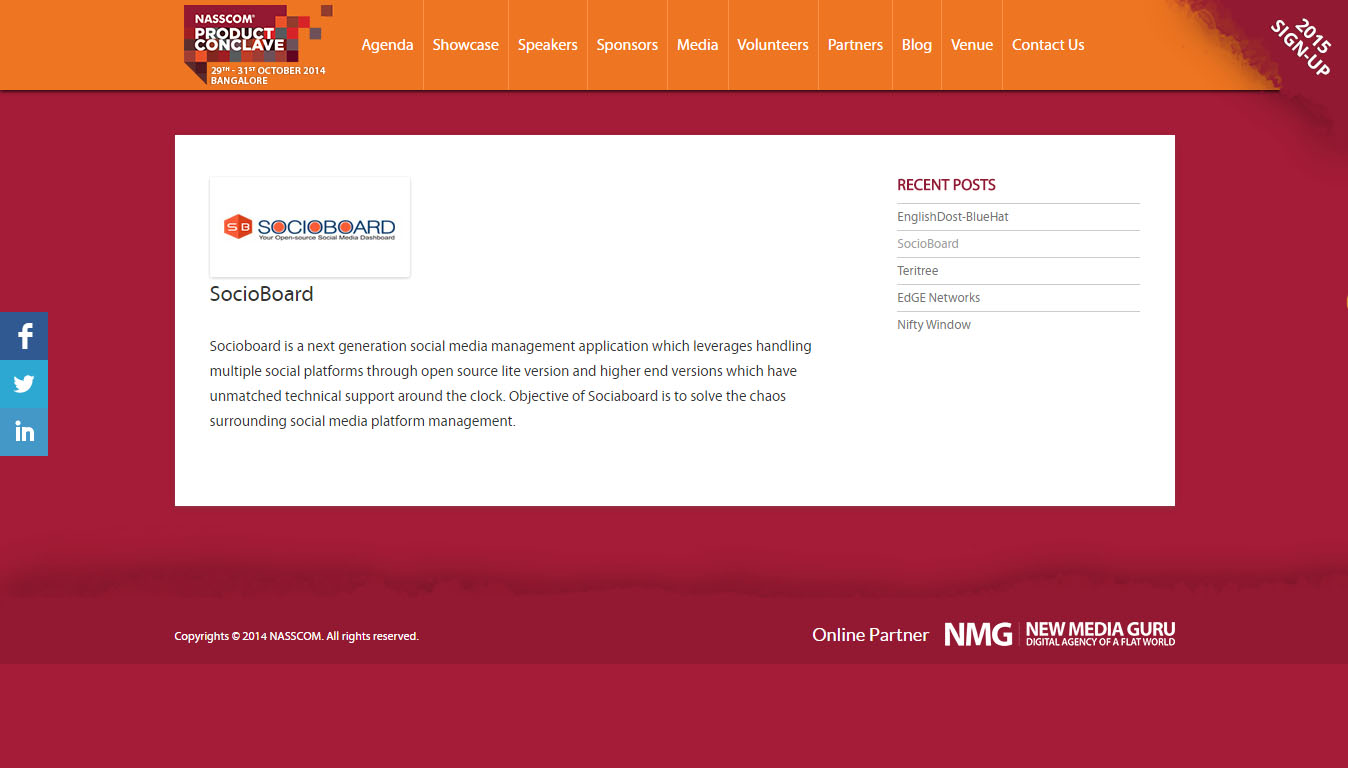 NASSCOM®
PRODUCT
CONCLAVE
29TH - 31ST OCTOBER 2014
BANGALORE
Agenda Showcase Speakers Sponsors Media Volunteers Partners Blog Venue Contact Us
2015
SIGN-UP
SB SOCIOBOARD
Your Open-source Social Media Dashboard
SocioBoard
Socioboard is a next generation social media management application which leverages handling
multiple social platforms through open source lite version and higher end versions which have
unmatched technical support around the clock. Objective of Sociaboard is to solve the chaos
surrounding social media platform management.
RECENT POSTS
EnglishDost-BlueHat
SocioBoard
Teritree
EdGE Networks
Nifty Window
f
in
Copyrights © 2014 NASSCOM. All rights reserved.
Online Partner
NMG NEW MEDIA GURU
DIGITAL AGENCY OF A FLAT WORLD